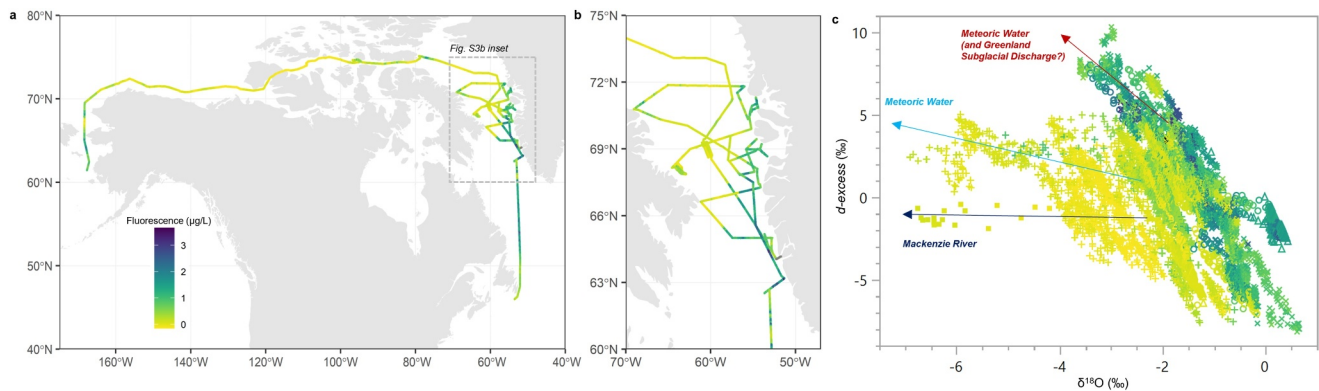 a
80°N
70°N
60°N
50°N
40°N
160°W
140°W
120°W
100°W
80°W
60°W
40°W
Fig. S3b inset
Fluorescence (µg/L)
3
2
1
0
b
75°N
72°N
69°N
66°N
63°N
60°N
70°W
60°W
50°W
c
10
5
0
-5
d-excess (‰)
-6
-4
-2
0
δ¹⁸O (‰)
Meteoric Water
(and Greenland
Subglacial Discharge?)
Meteoric Water
Mackenzie River